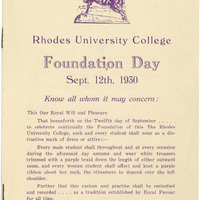 Rhodes University College
Foundation Day
Sept. 12th, 1930
Know all whom it may concern:
This Our Royal Will and Pleasure
That henceforth on the Twelfth day of September . . . . .
to celebrate continually the Foundation of this The Rhodes
University College, each and every student shall wear as a dis-
tinctive mark of dress or attire:—
Every male student shall throughout and at every occasion
during the aforesaid day assume and wear white trousers
trimmed with a purple braid down the length of either outward
seam, and every woman student shall affect and knot a purple
ribbon about her neck, the streamers to depend over the left
shoulder.
Further that this custom and practice shall be embodied
and recorded . . . . as a tradition established by Royal Favour
for all time.